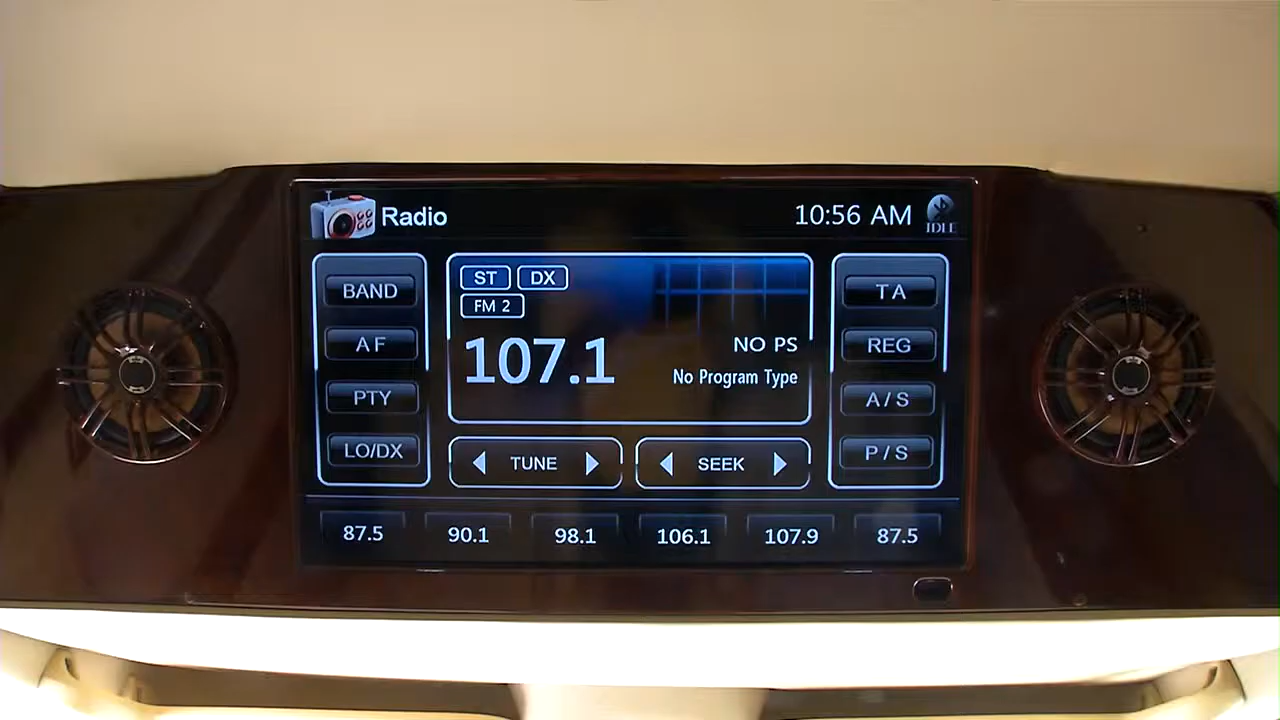 Radio
10:56 AM
IDLE
BAND
AF
PTY
LO/DX
ST DX
FM 2
107.1
NO PS
No Program Type
TUNE
SEEK
TA
REG
A/S
P/S
87.5 90.1 98.1 106.1 107.9 87.5